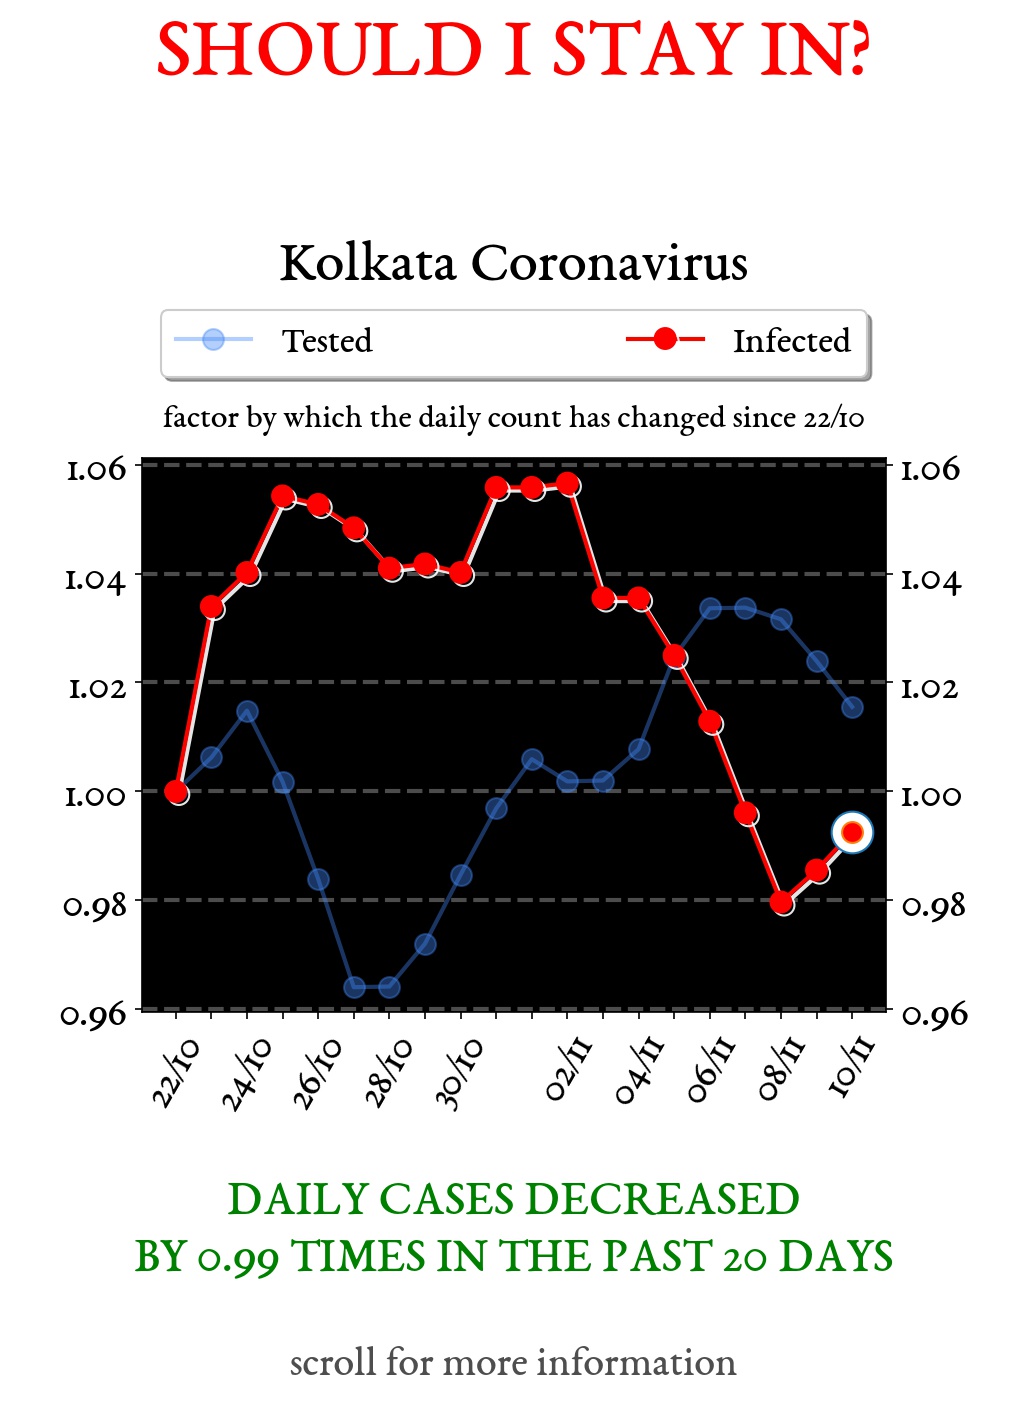 SHOULD I STAY IN?
Kolkata Coronavirus
Tested
Infected
factor by which the daily count has changed since 22/10
1.06 1.06
1.04 1.04
1.02 1.02
1.00 1.00
0.98 0.98
0.96 0.96
22/10 24/10 26/10 28/10 30/10 02/11 04/11 06/11 08/11 10/11
DAILY CASES DECREASED
BY 0.99 TIMES IN THE PAST 20 DAYS
scroll for more information